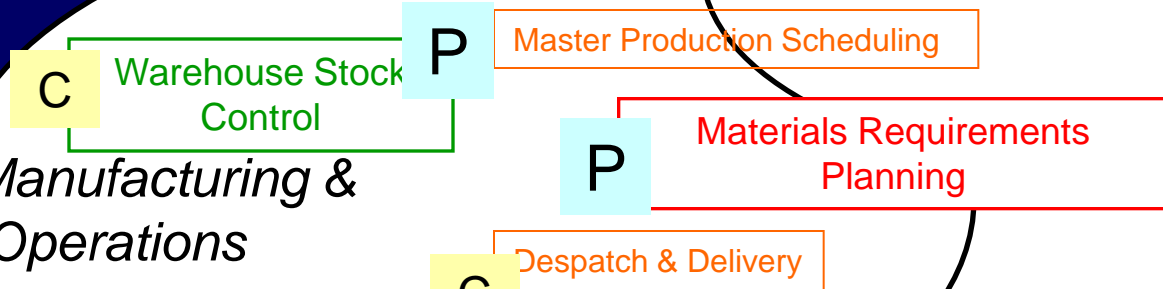 P
Master Production Scheduling
C
Warehouse Stock
Control
P
Materials Requirements
Planning
Manufacturing &
Operations
Despatch & Delivery
C